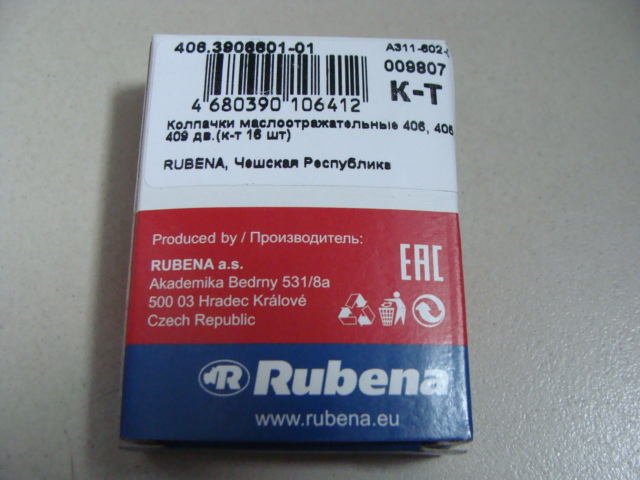 406.3906601-01
А311-602-
009807
К-Т
4 680390 106412
Колпачки маслоотражательные 406, 405
409 дв.(к-т 16 шт)
RUBENA, Чешская Республика
Produced by / Производитель:
RUBENA a.s.
Akademika Bedrny 531/8a
500 03 Hradec Králové
Czech Republic
EAC
R Rubena
www.rubena.eu